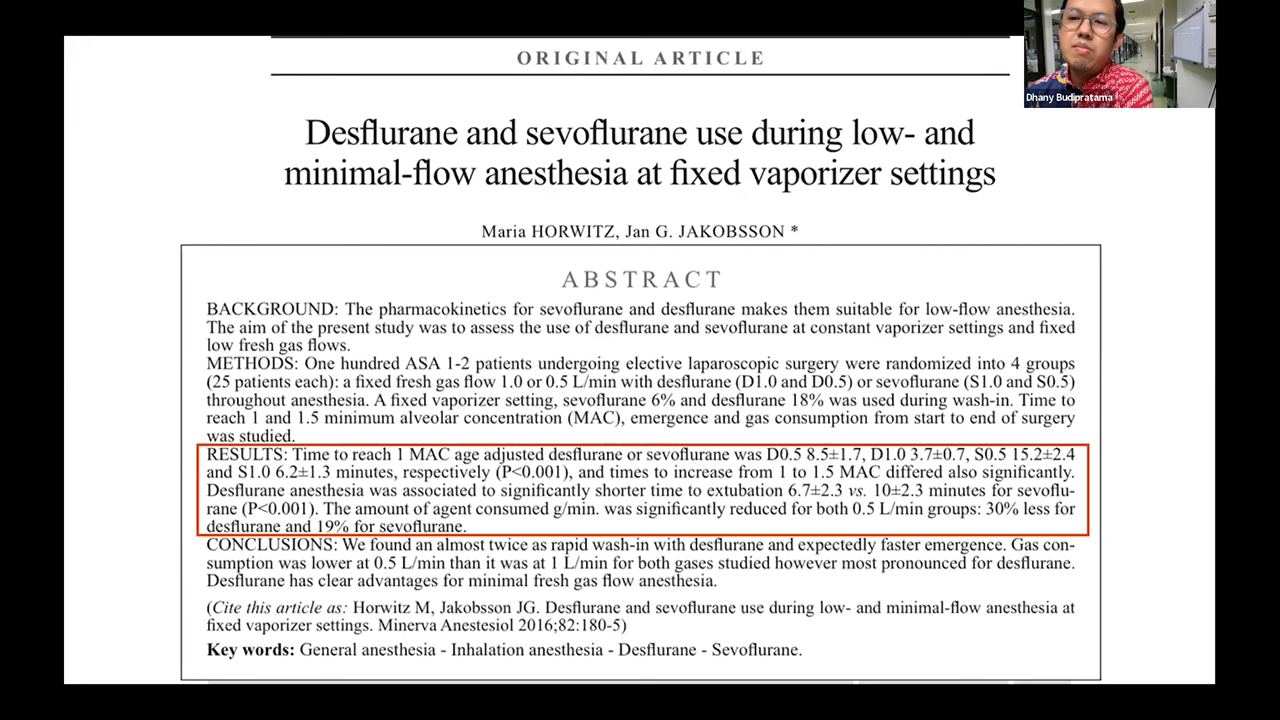 ORIGINAL ARTICLE
Dhany Budipratama
Desflurane and sevoflurane use during low- and
minimal-flow anesthesia at fixed vaporizer settings
Maria HORWITZ, Jan G. JAKOBSSON *
ABSTRACT
BACKGROUND: The pharmacokinetics for sevoflurane and desflurane makes them suitable for low-flow anesthesia.
The aim of the present study was to assess the use of desflurane and sevoflurane at constant vaporizer settings and fixed
low fresh gas flows.
METHODS: One hundred ASA 1-2 patients undergoing elective laparoscopic surgery were randomized into 4 groups
(25 patients each): a fixed fresh gas flow 1.0 or 0.5 L/min with desflurane (D1.0 and D0.5) or sevoflurane (S1.0 and S0.5)
throughout anesthesia. A fixed vaporizer setting, sevoflurane 6% and desflurane 18% was used during wash-in. Time to
reach 1 and 1.5 minimum alveolar concentration (MAC), emergence and gas consumption from start to end of surgery
was studied.
RESULTS: Time to reach 1 MAC age adjusted desflurane or sevoflurane was D0.5 8.5±1.7, D1.0 3.7±0.7, S0.5 15.2±2.4
and S1.0 6.2±1.3 minutes, respectively (P<0.001), and times to increase from 1 to 1.5 MAC differed also significantly.
Desflurane anesthesia was associated to significantly shorter time to extubation 6.7±2.3 vs. 10±2.3 minutes for sevoflu-
rane (P<0.001). The amount of agent consumed g/min. was significantly reduced for both 0.5 L/min groups: 30% less for
desflurane and 19% for sevoflurane.
CONCLUSIONS: We found an almost twice as rapid wash-in with desflurane and expectedly faster emergence. Gas con-
sumption was lower at 0.5 L/min than it was at 1 L/min for both gases studied however most pronounced for desflurane.
Desflurane has clear advantages for minimal fresh gas flow anesthesia.
(Cite this article as: Horwitz M, Jakobsson JG. Desflurane and sevoflurane use during low- and minimal-flow anesthesia at
fixed vaporizer settings. Minerva Anestesiol 2016;82:180-5)
Key words: General anesthesia - Inhalation anesthesia - Desflurane - Sevoflurane.